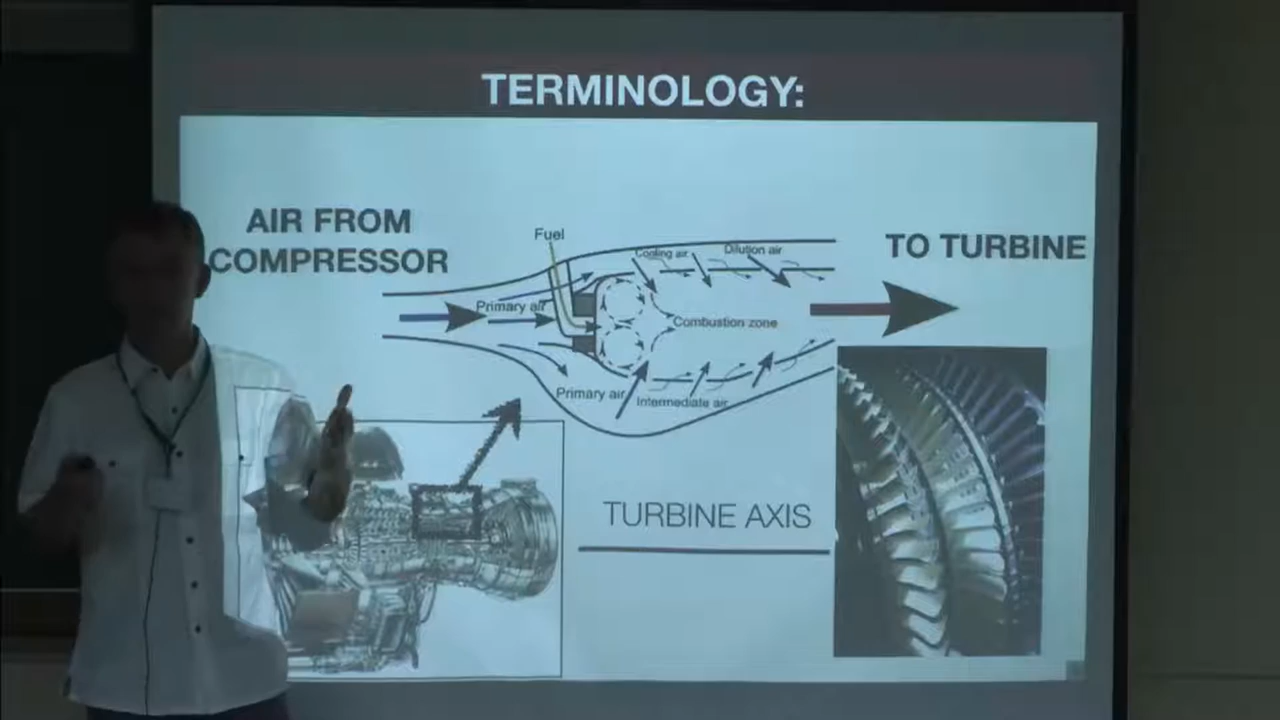 TERMINOLOGY:
AIR FROM
COMPRESSOR
Fuel
Cooling air
Dilution air
TO TURBINE
Primary air
Combustion zone
Primary air
Intermediate air
TURBINE AXIS